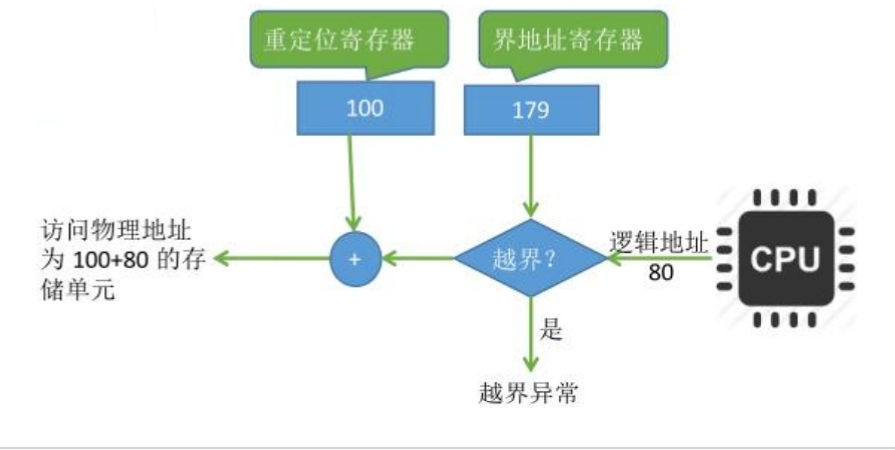 重定位寄存器
界地址寄存器
100
179
访问物理地址
为 100+80 的存
储单元
+
越界？
逻辑地址
80
CPU
是
越界异常